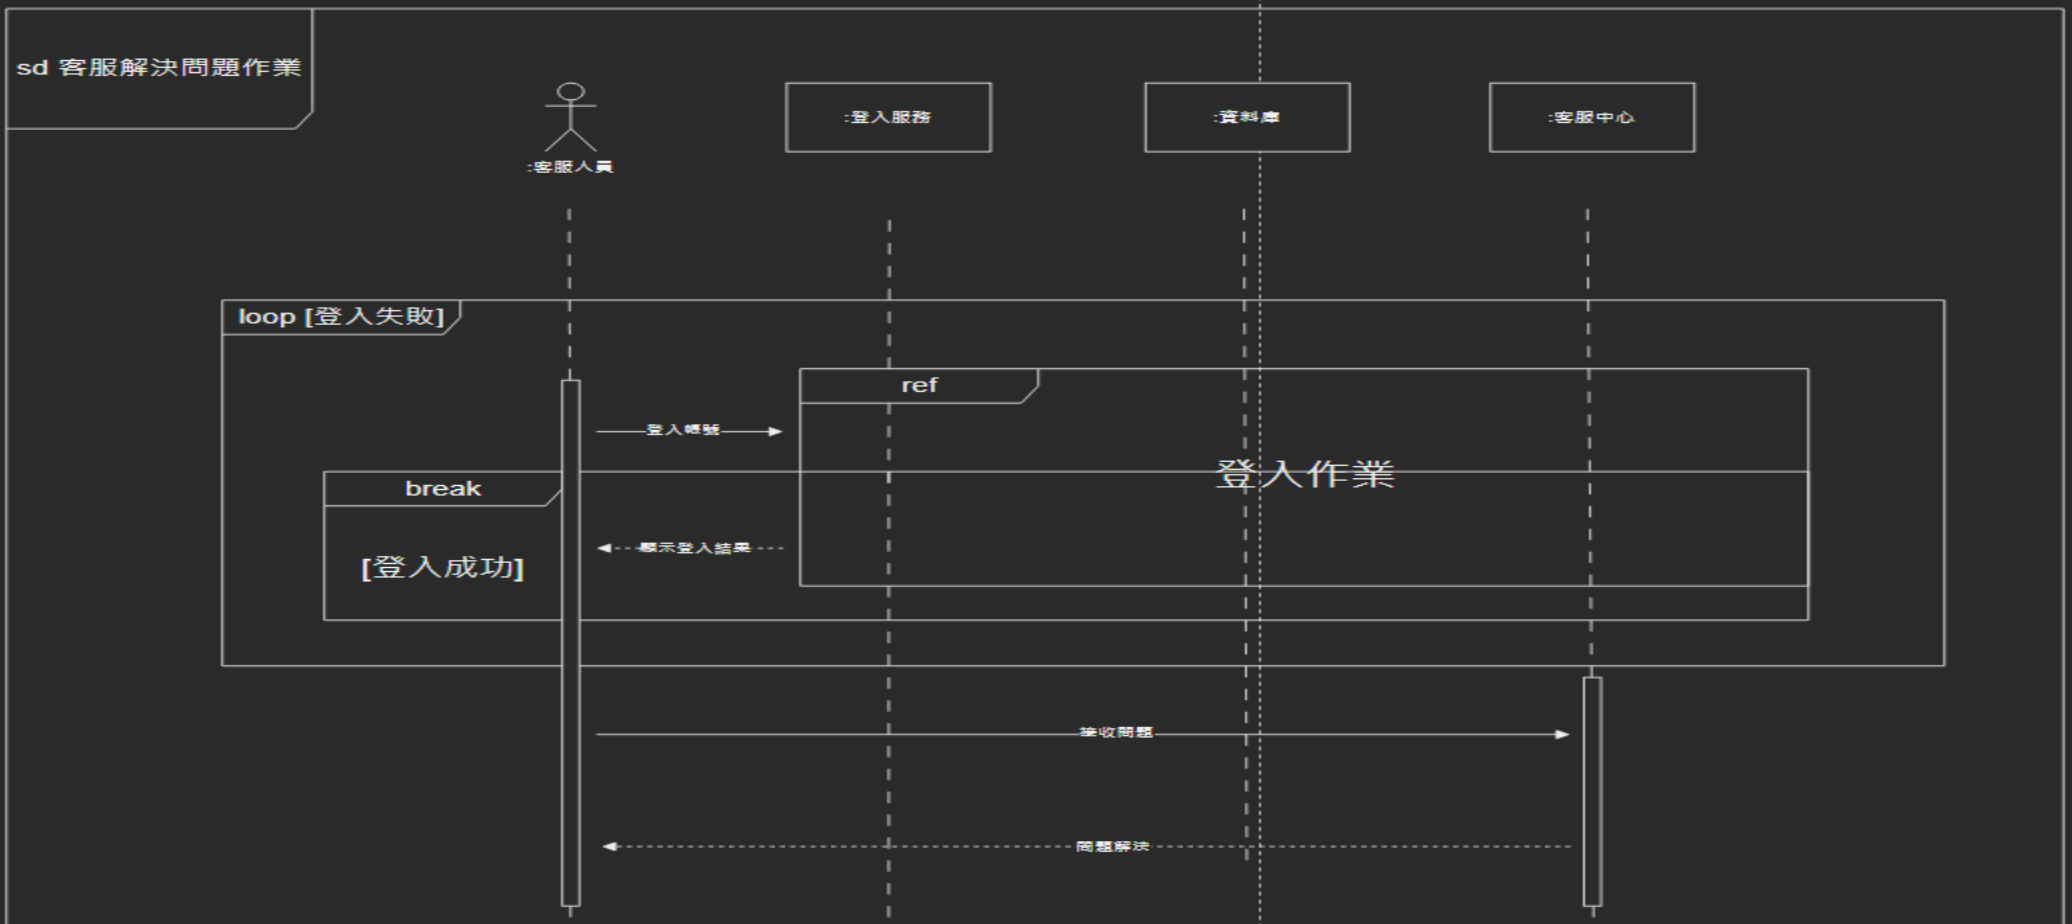 sd 客服解決問題作業
:客服人員
:登入服務
:資料庫
:客服中心
loop [登入失敗]
ref
登入帳號
登入作業
break
顯示登入結果
[登入成功]
接收問題
問題解決